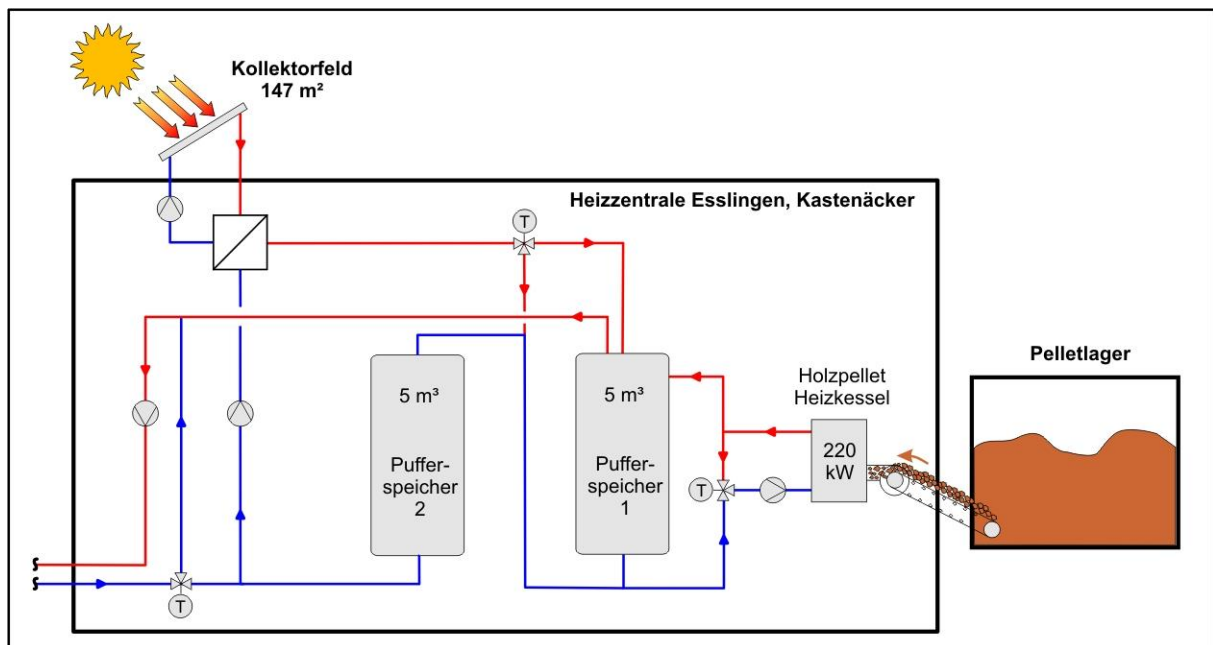 Kollektorfeld
147 m²
Heizzentrale Esslingen, Kastenäcker
T
Pelletlager
Holzpellet
Heizkessel
5 m³
5 m³
220
kW
Puffer-
speicher
2
Puffer-
speicher
1
T
T